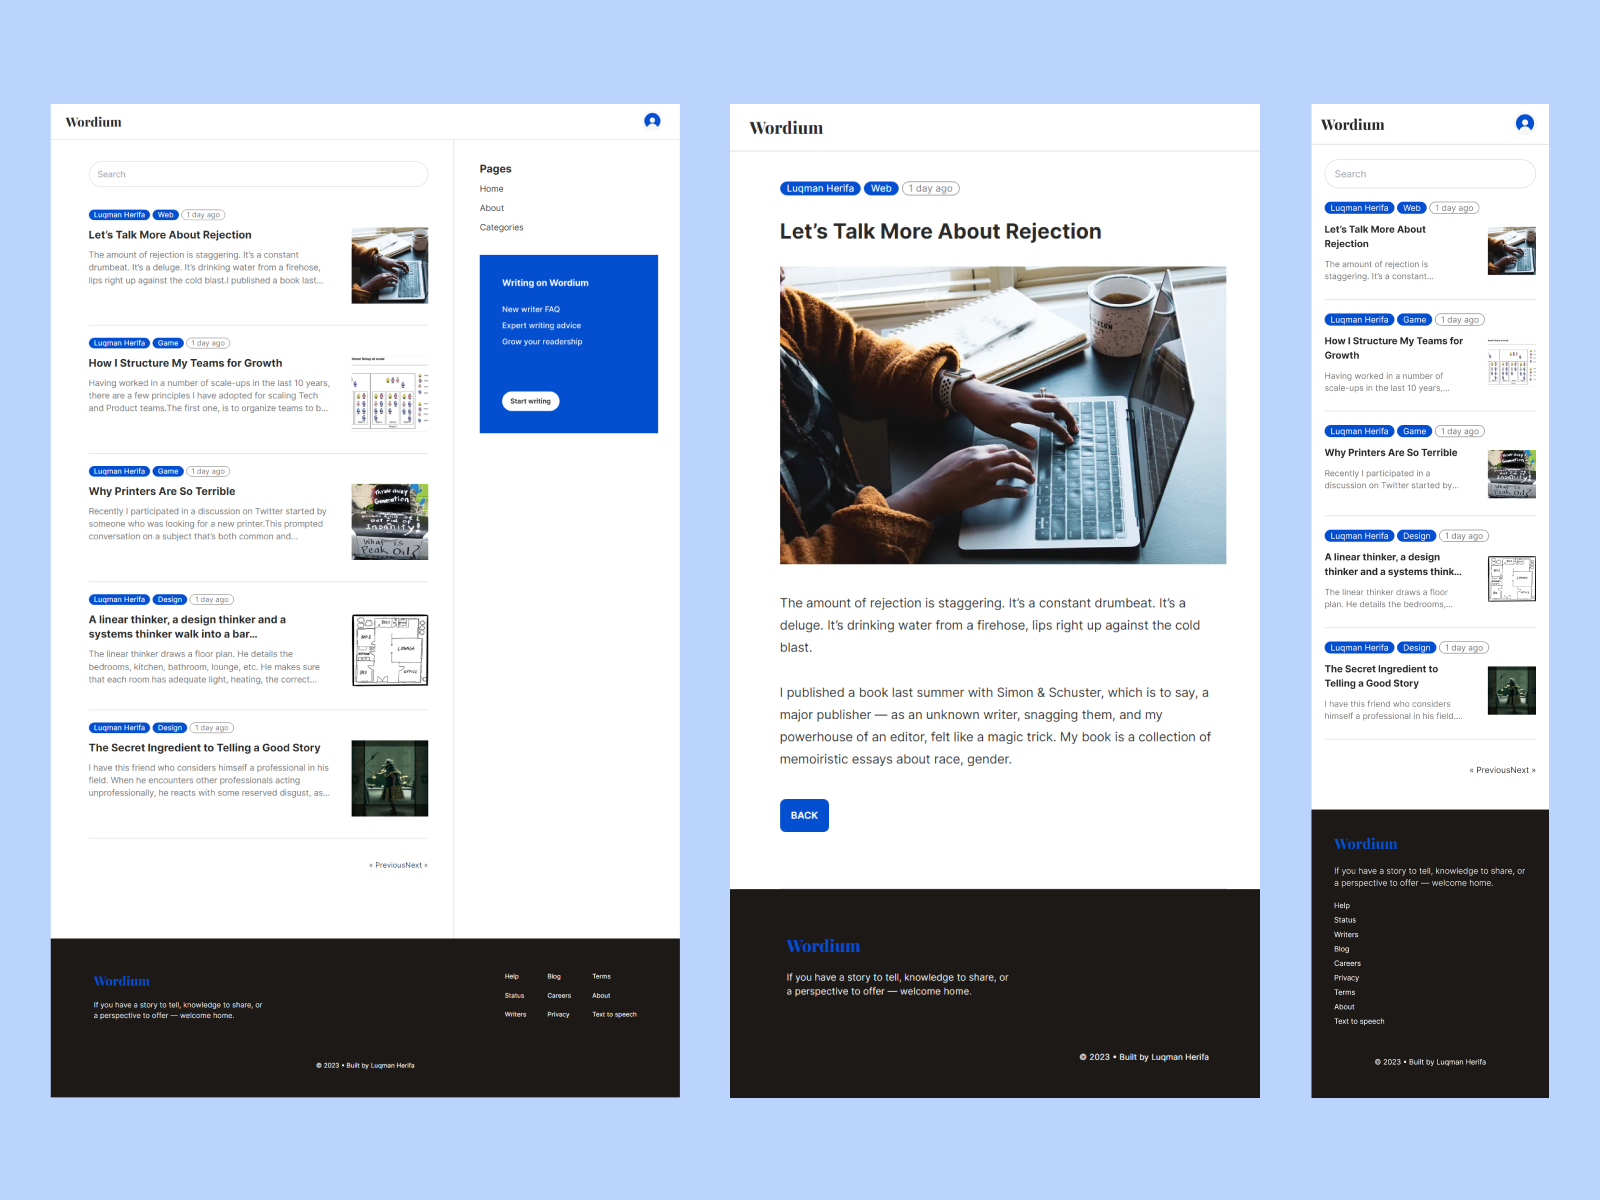 Wordium
Search
Luqman Herifa Web 1 day ago
Let's Talk More About Rejection
The amount of rejection is staggering. It's a constant
drumbeat. It's a deluge. It's drinking water from a firehose,
lips right up against the cold blast.I published a book last...
Luqman Herifa Game 1 day ago
How I Structure My Teams for Growth
Having worked in a number of scale-ups in the last 10 years,
there are a few principles I have adopted for scaling Tech
and Product teams.The first one, is to organize teams to b...
Luqman Herifa Game 1 day ago
Why Printers Are So Terrible
Recently I participated in a discussion on Twitter started by
someone who was looking for a new printer.This prompted
conversation on a subject that's both common and...
Throw away
Generation
Insanity!
What is
Peak Oil?
Luqman Herifa Design 1 day ago
A linear thinker, a design thinker and a
systems thinker walk into a bar...
The linear thinker draws a floor plan. He details the
bedrooms, kitchen, bathroom, lounge, etc. He makes sure
that each room has adequate light, heating, the correct...
LOUNGE
OFFICE
Luqman Herifa Design 1 day ago
The Secret Ingredient to Telling a Good Story
I have this friend who considers himself a professional in his
field. When he encounters other professionals acting
unprofessionally, he reacts with some reserved disgust, as...
« PreviousNext »
Pages
Home
About
Categories
Writing on Wordium
New writer FAQ
Expert writing advice
Grow your readership
Start writing
Wordium
If you have a story to tell, knowledge to share, or
a perspective to offer — welcome home.
Help Blog Terms
Status Careers About
Writers Privacy Text to speech
© 2023 • Built by Luqman Herifa
Wordium
Luqman Herifa Web 1 day ago
Let's Talk More About Rejection
The amount of rejection is staggering. It's a constant drumbeat. It's a
deluge. It's drinking water from a firehose, lips right up against the cold
blast.
I published a book last summer with Simon & Schuster, which is to say, a
major publisher — as an unknown writer, snagging them, and my
powerhouse of an editor, felt like a magic trick. My book is a collection of
memoiristic essays about race, gender.
BACK
Wordium
If you have a story to tell, knowledge to share, or
a perspective to offer — welcome home.
© 2023 • Built by Luqman Herifa
Wordium
Search
Luqman Herifa Web 1 day ago
Let's Talk More About
Rejection
The amount of rejection is
staggering. It's a constant...
Luqman Herifa Game 1 day ago
How I Structure My Teams for
Growth
Having worked in a number of
scale-ups in the last 10 years,...
Luqman Herifa Game 1 day ago
Why Printers Are So Terrible
Recently I participated in a
discussion on Twitter started by...
Luqman Herifa Design 1 day ago
A linear thinker, a design
thinker and a systems think...
The linear thinker draws a floor
plan. He details the bedrooms,...
Luqman Herifa Design 1 day ago
The Secret Ingredient to
Telling a Good Story
I have this friend who considers
himself a professional in his field....
« PreviousNext »
Wordium
If you have a story to tell, knowledge to share, or
a perspective to offer — welcome home.
Help
Status
Writers
Blog
Careers
Privacy
Terms
About
Text to speech
© 2023 • Built by Luqman Herifa